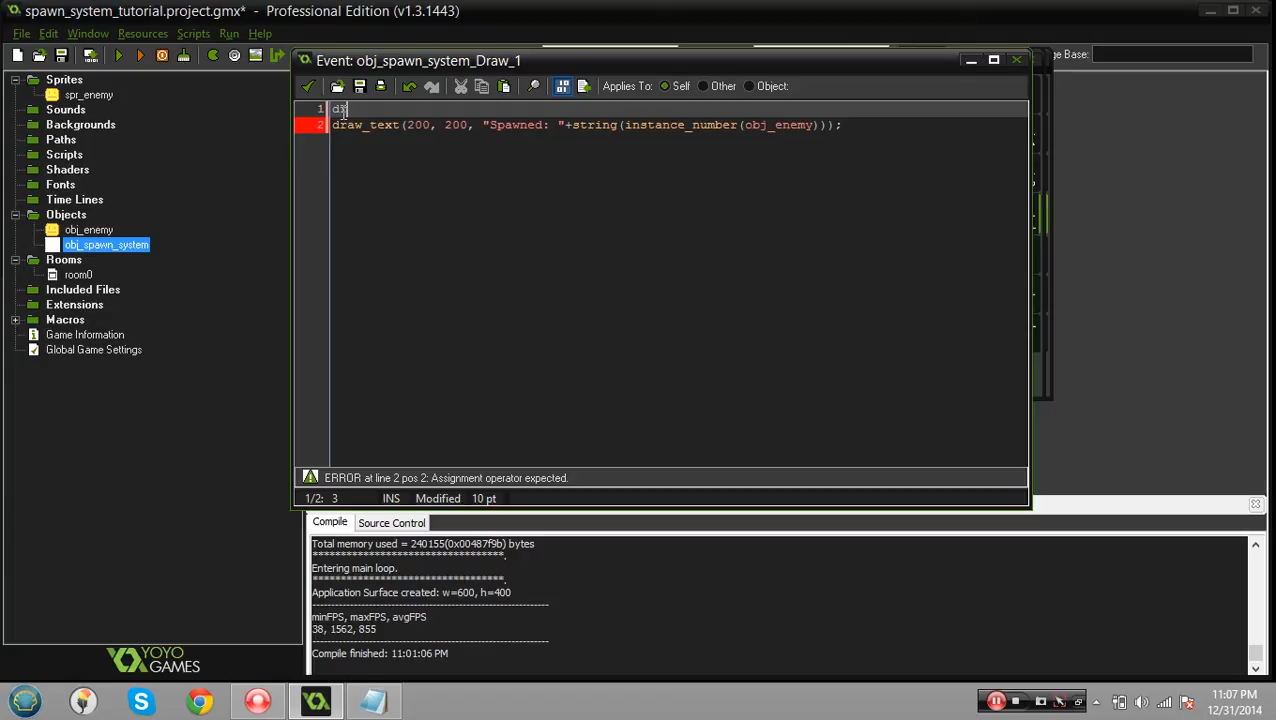 spawn_system_tutorial.project.gmx* - Professional Edition (v1.3.1443)
File Edit Window Resources Scripts Run Help
ge Base:
Event: obj_spawn_system_Draw_1
Applies To: Self Other Object:
1
2 draw_text(200, 200, "Spawned: "+string(instance_number(obj_enemy)));
ERROR at line 2 pos 2: Assignment operator expected.
1/2: 3 INS Modified 10 pt
Sprites
spr_enemy
Sounds
Backgrounds
Paths
Scripts
Shaders
Fonts
Time Lines
Objects
obj_enemy
obj_spawn_system
Rooms
room0
Included Files
Extensions
Macros
Game Information
Global Game Settings
YOYO
GAMES
Compile Source Control
Total memory used = 240155(0x00487f9b) bytes
**********************************.
Entering main loop.
**********************************.
Application Surface created: w=600, h=400
---------------------------------------------------------
minFPS, maxFPS, avgFPS
38, 1562, 855
---------------------------------------------------------
Compile finished: 11:01:06 PM
11:07 PM
12/31/2014